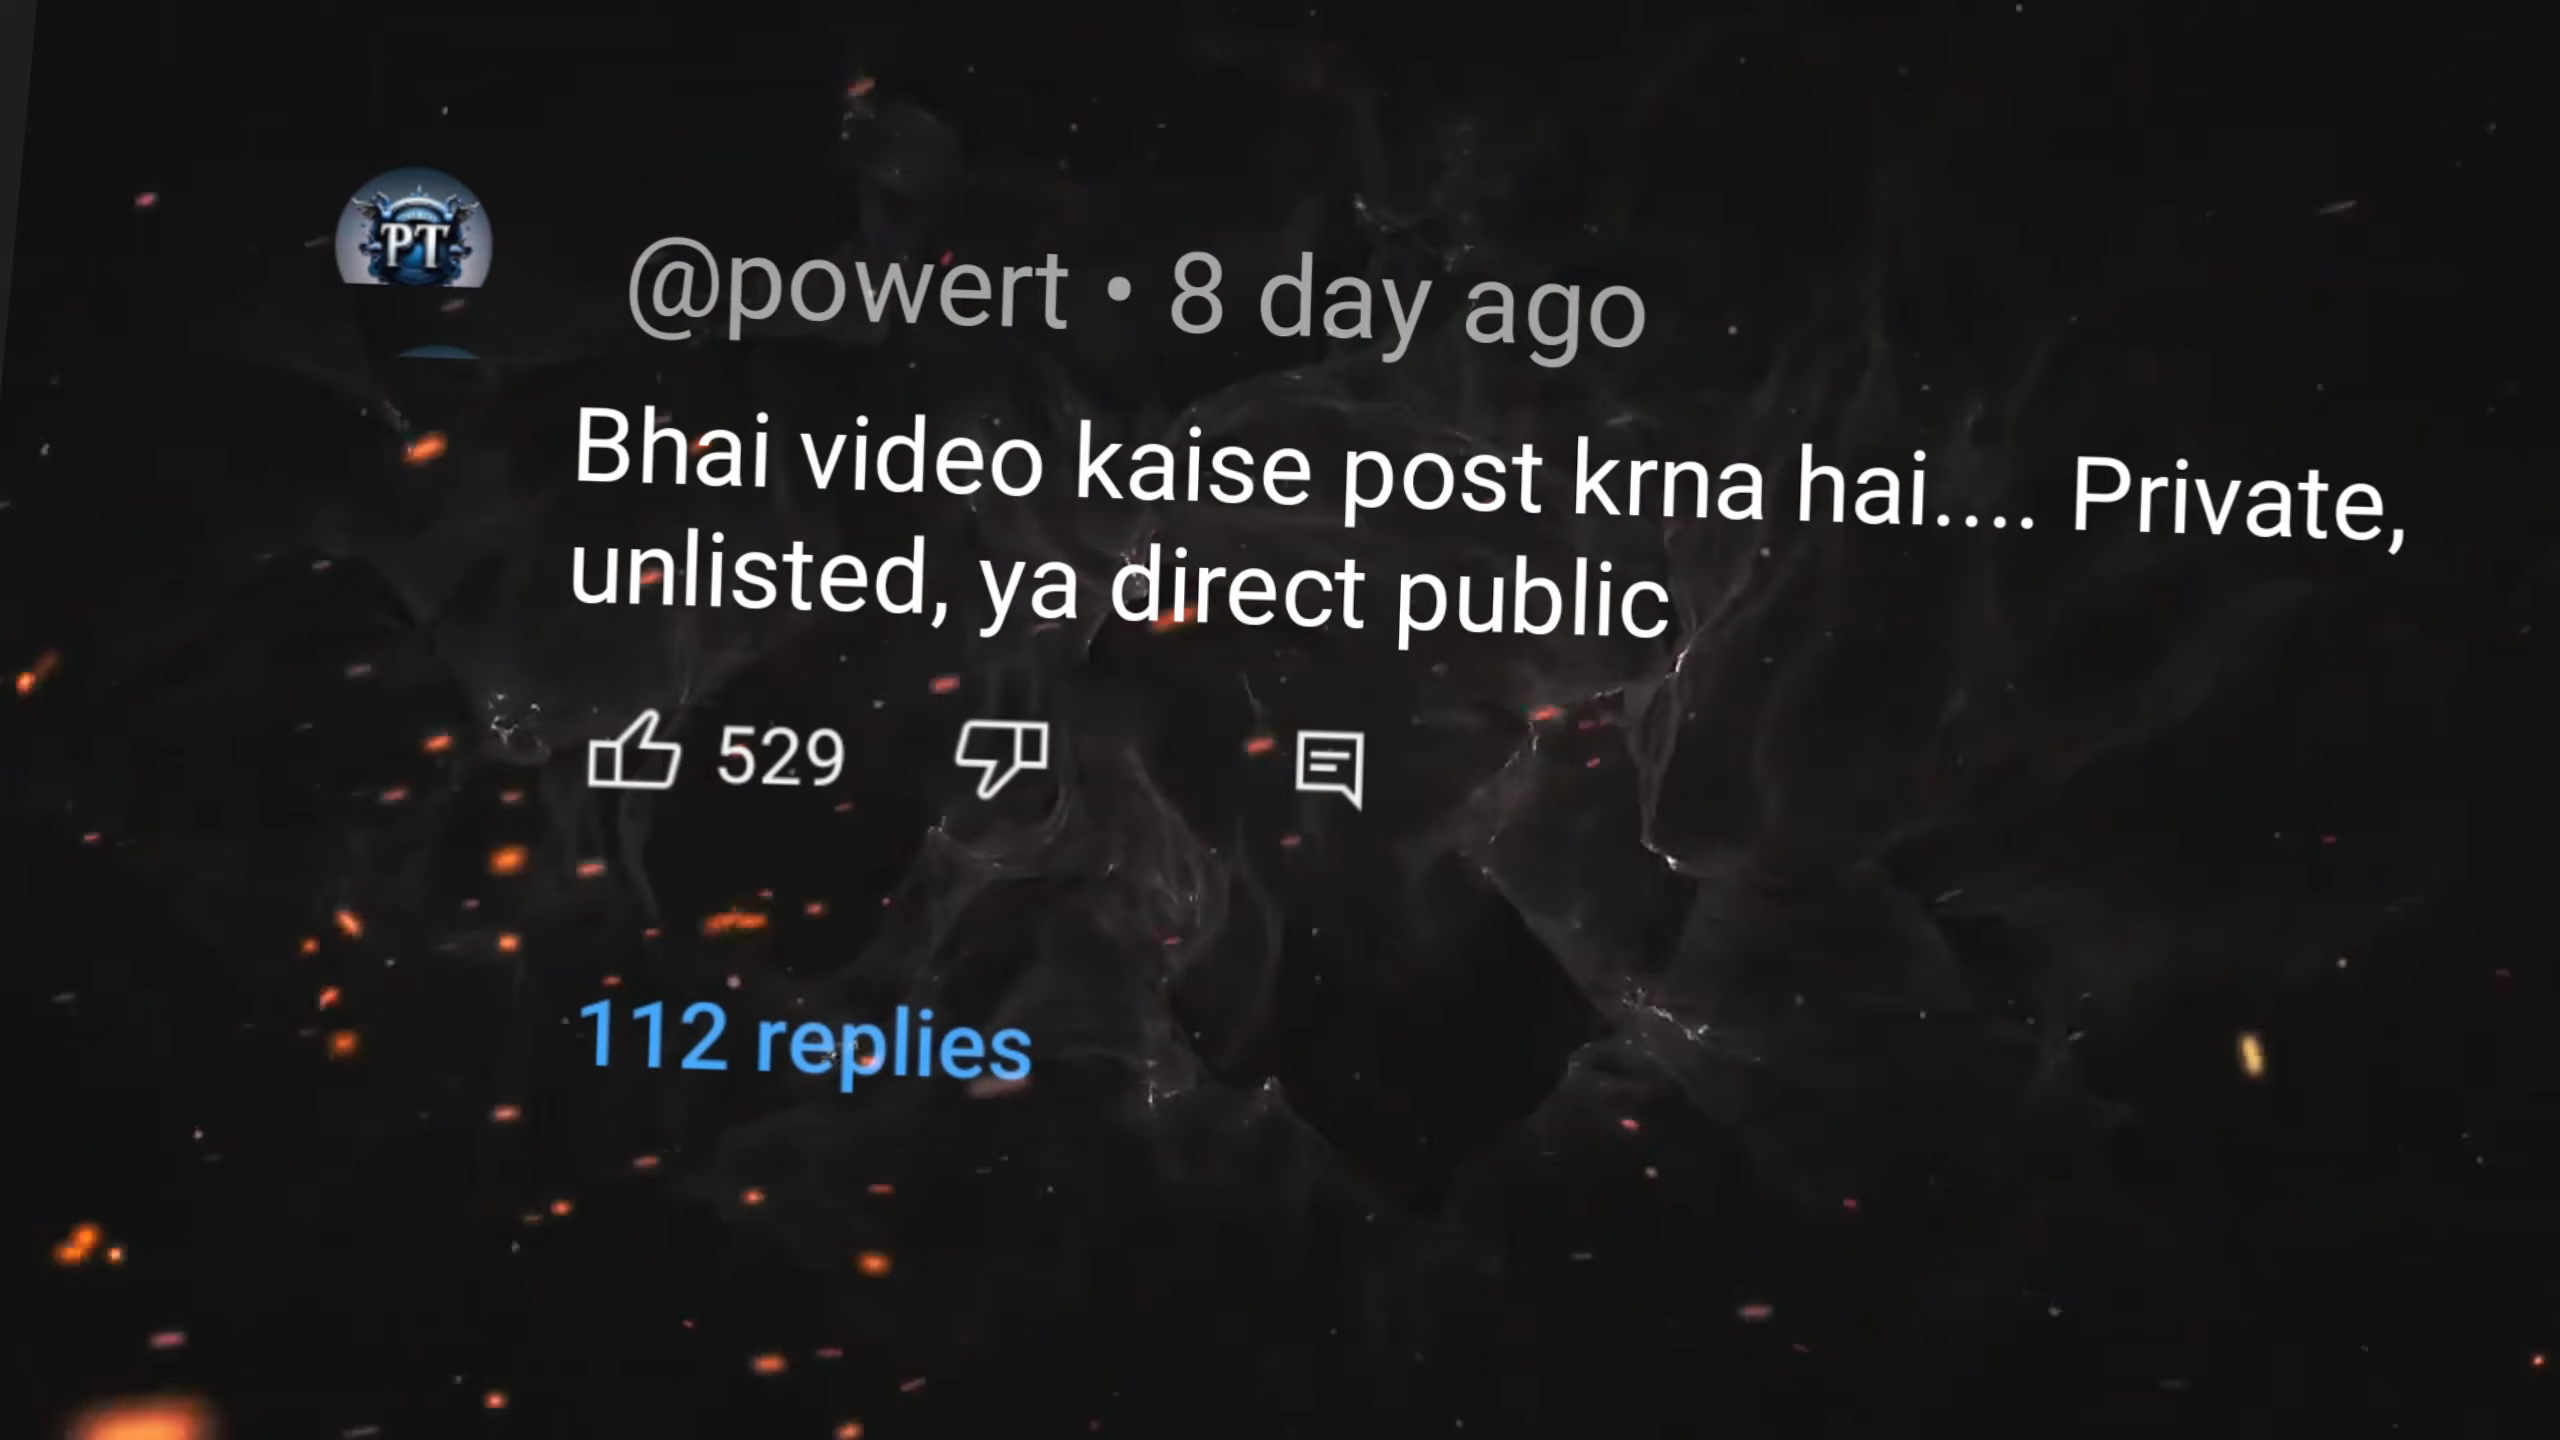 PT
@powert • 8 day ago
Bhai video kaise post krna hai.... Private,
unlisted, ya direct public
529
112 replies